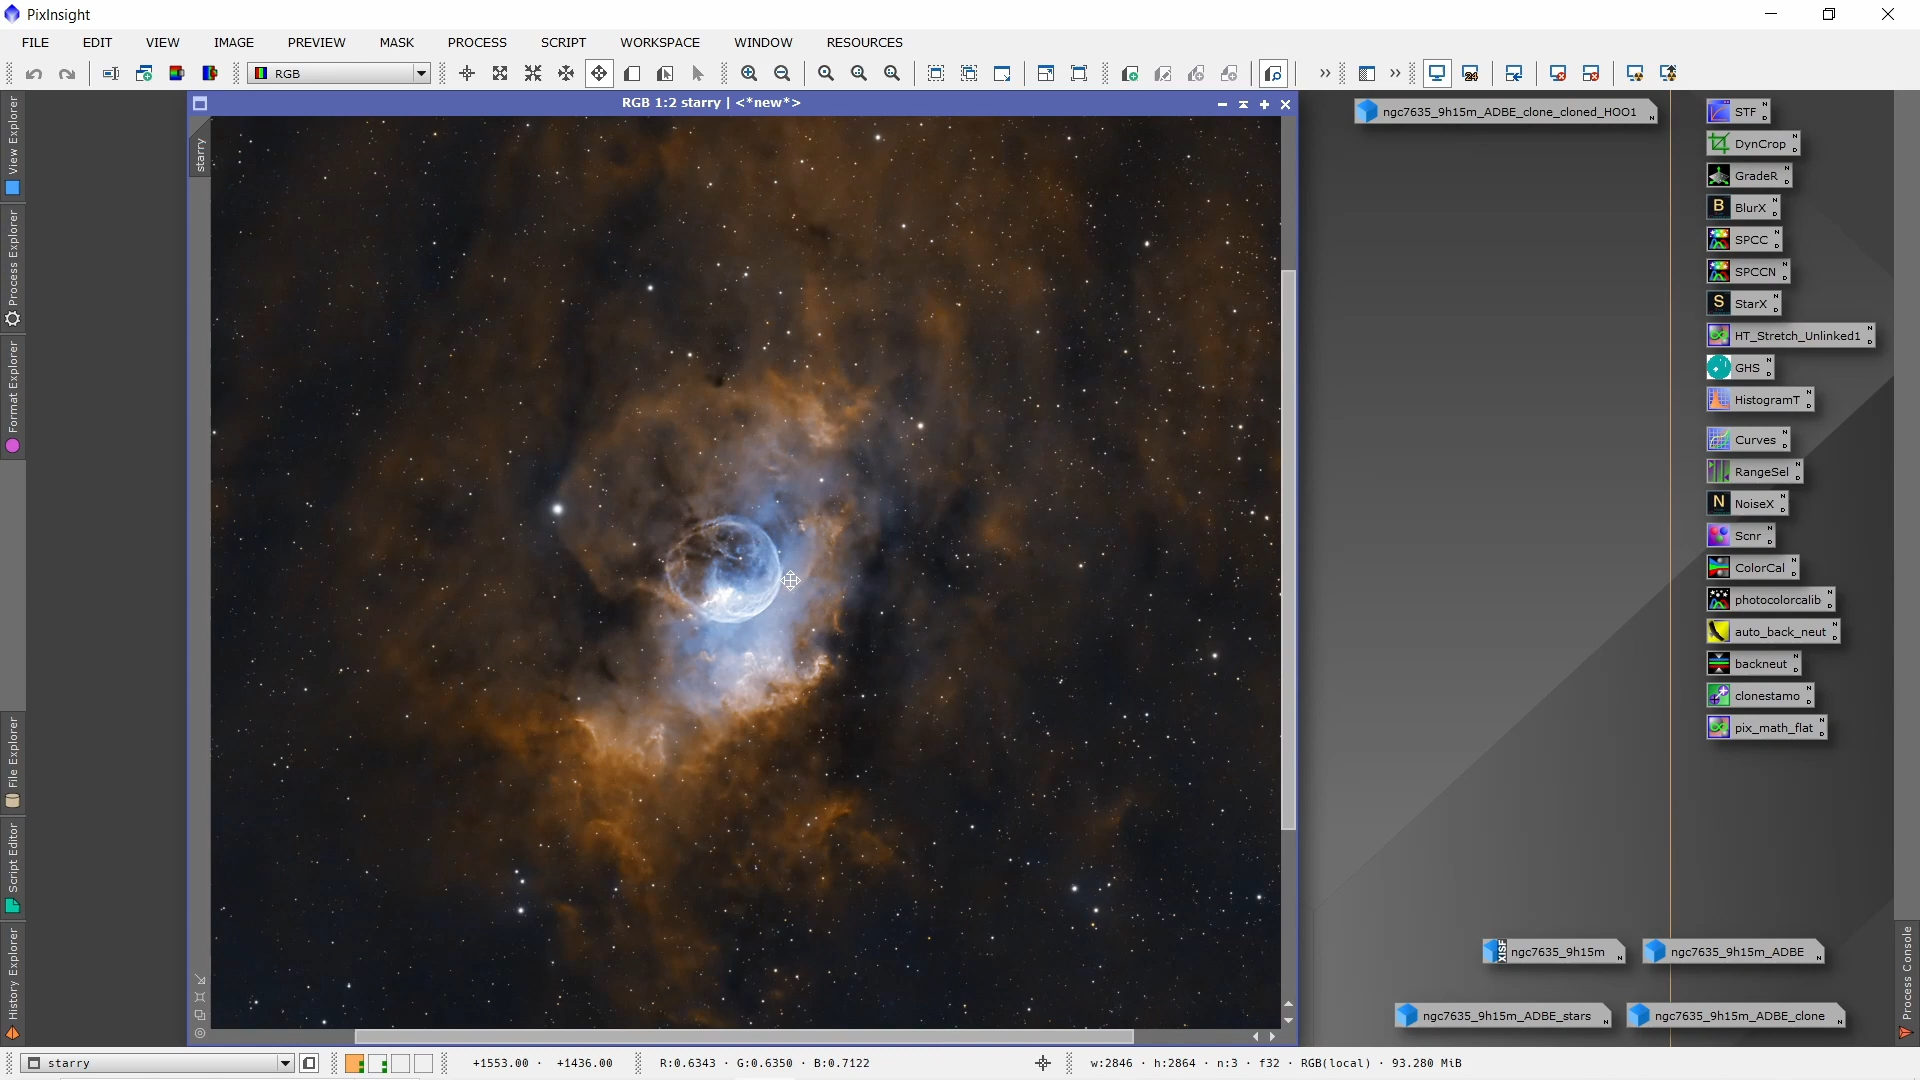 PixInsight
FILE EDIT VIEW IMAGE PREVIEW MASK PROCESS SCRIPT WORKSPACE WINDOW RESOURCES
RGB
24
RGB 1:2 starry | <*new*>
starry
View Explorer
Process Explorer
Format Explorer
File Explorer
Script Editor
History Explorer
ngc7635_9h15m_ADBE_clone_cloned_HOO1
STF
DynCrop
GradeR
BlurX
SPCC
SPCCN
StarX
HT_Stretch_Unlinked1
GHS
HistogramT
Curves
RangeSel
NoiseX
Scnr
ColorCal
photocolorcalib
auto_back_neut
backneut
clonestamo
pix_math_flat
XISF ngc7635_9h15m
ngc7635_9h15m_ADBE
ngc7635_9h15m_ADBE_stars
ngc7635_9h15m_ADBE_clone
Process Console
starry
+1553.00 · +1436.00
R:0.6343 · G:0.6350 · B:0.7122
w:2846 · h:2864 · n:3 · f32 · RGB(local) · 93.280 MiB